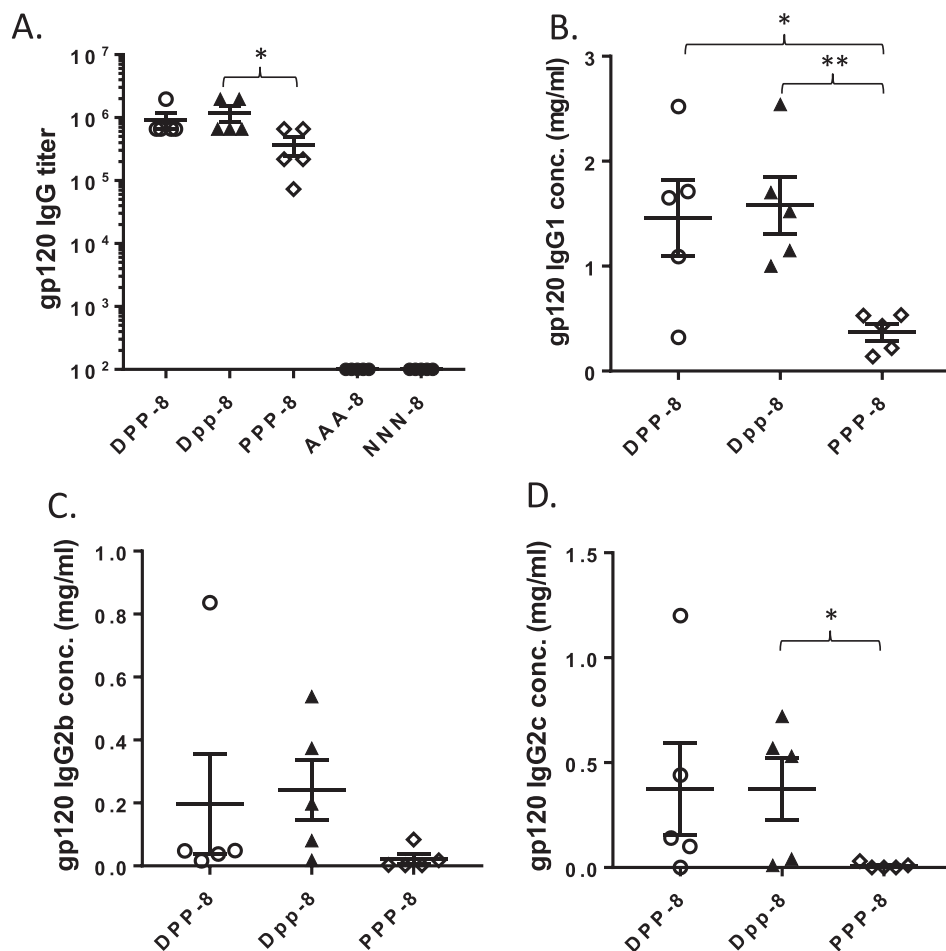 A.
gp120 IgG titer
10 7
10 6
10 5
10 4
10 3
10 2
*
DPP-8
Dpp-8
PPP-8
AAA-8
NNN-8
B.
gp120 IgG1 conc. (mg/ml)
3
2
1
0
*
**
DPP-8
Dpp-8
PPP-8
C.
gp120 IgG2b conc. (mg/ml)
1.0
0.8
0.6
0.4
0.2
0.0
DPP-8
Dpp-8
PPP-8
D.
gp120 IgG2c conc. (mg/ml)
1.5
1.0
0.5
0.0
*
DPP-8
Dpp-8
PPP-8